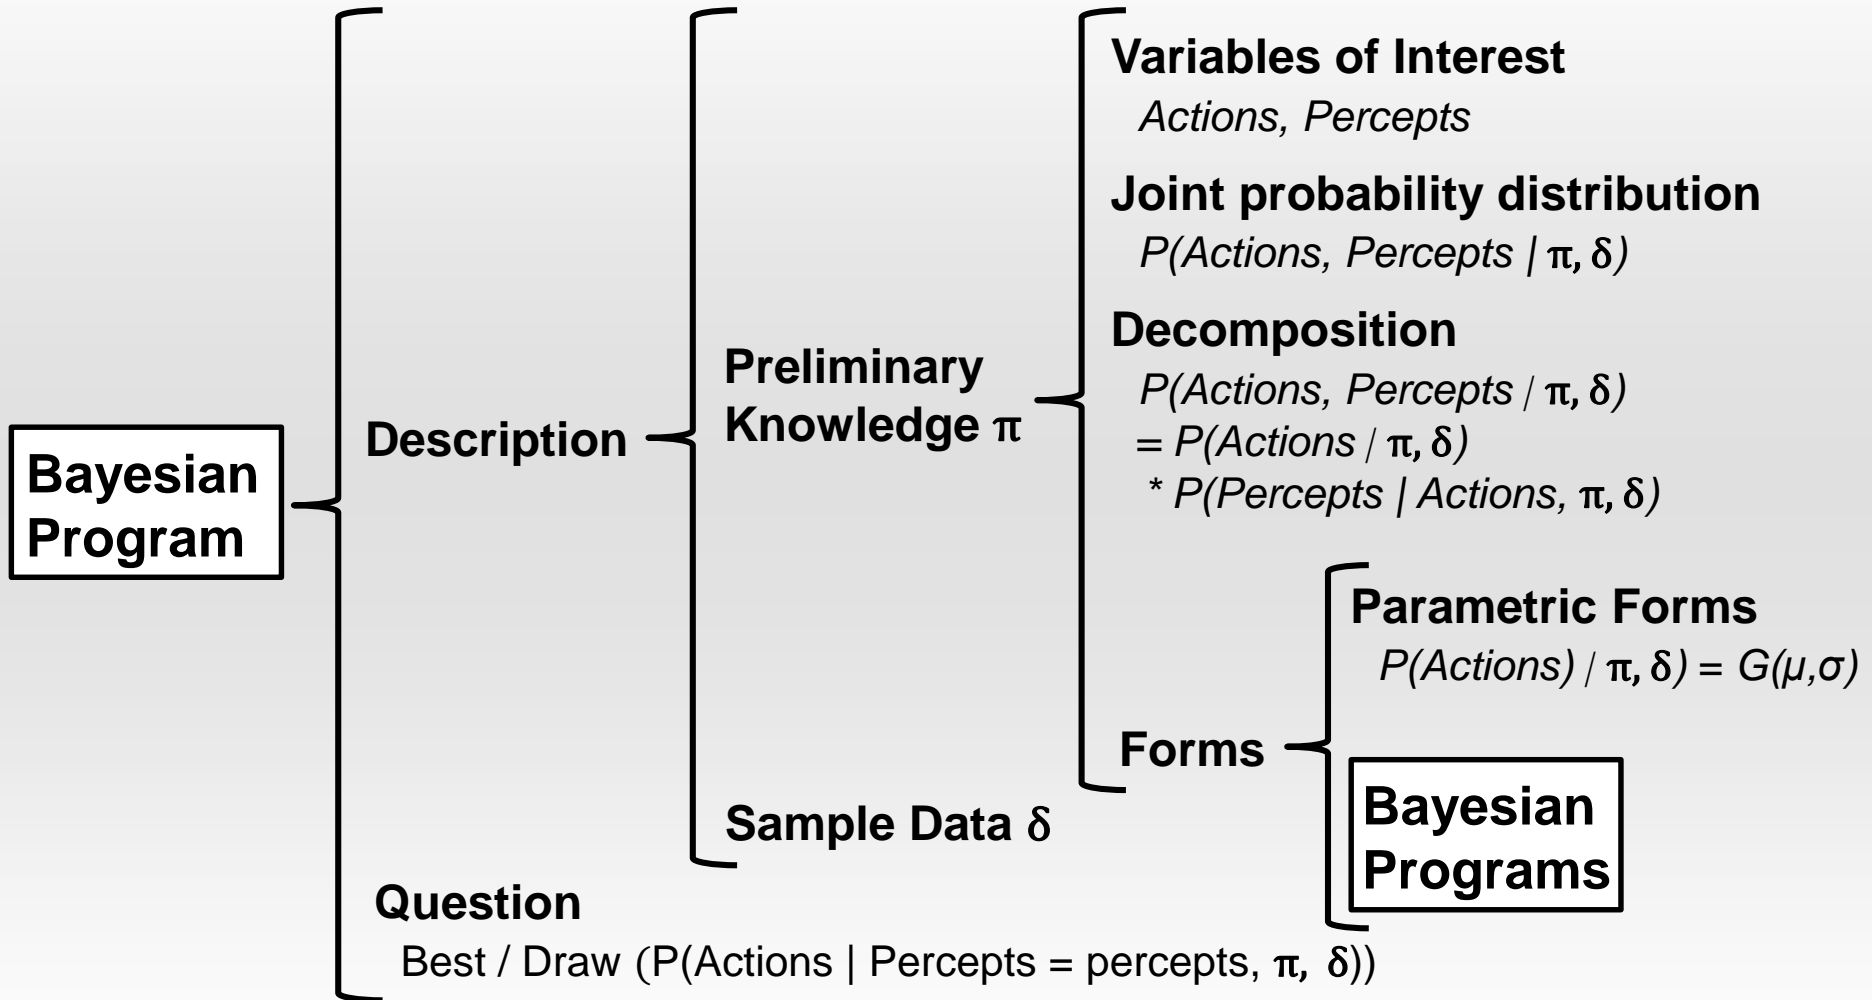 Bayesian
Program
Description
Preliminary
Knowledge π
Variables of Interest
Actions, Percepts
Joint probability distribution
P(Actions, Percepts | π, δ)
Decomposition
P(Actions, Percepts / π, δ)
= P(Actions / π, δ)
* P(Percepts | Actions, π, δ)
Forms
Parametric Forms
P(Actions) / π, δ) = G(μ,σ)
Bayesian
Programs
Sample Data δ
Question
Best / Draw (P(Actions | Percepts = percepts, π, δ))